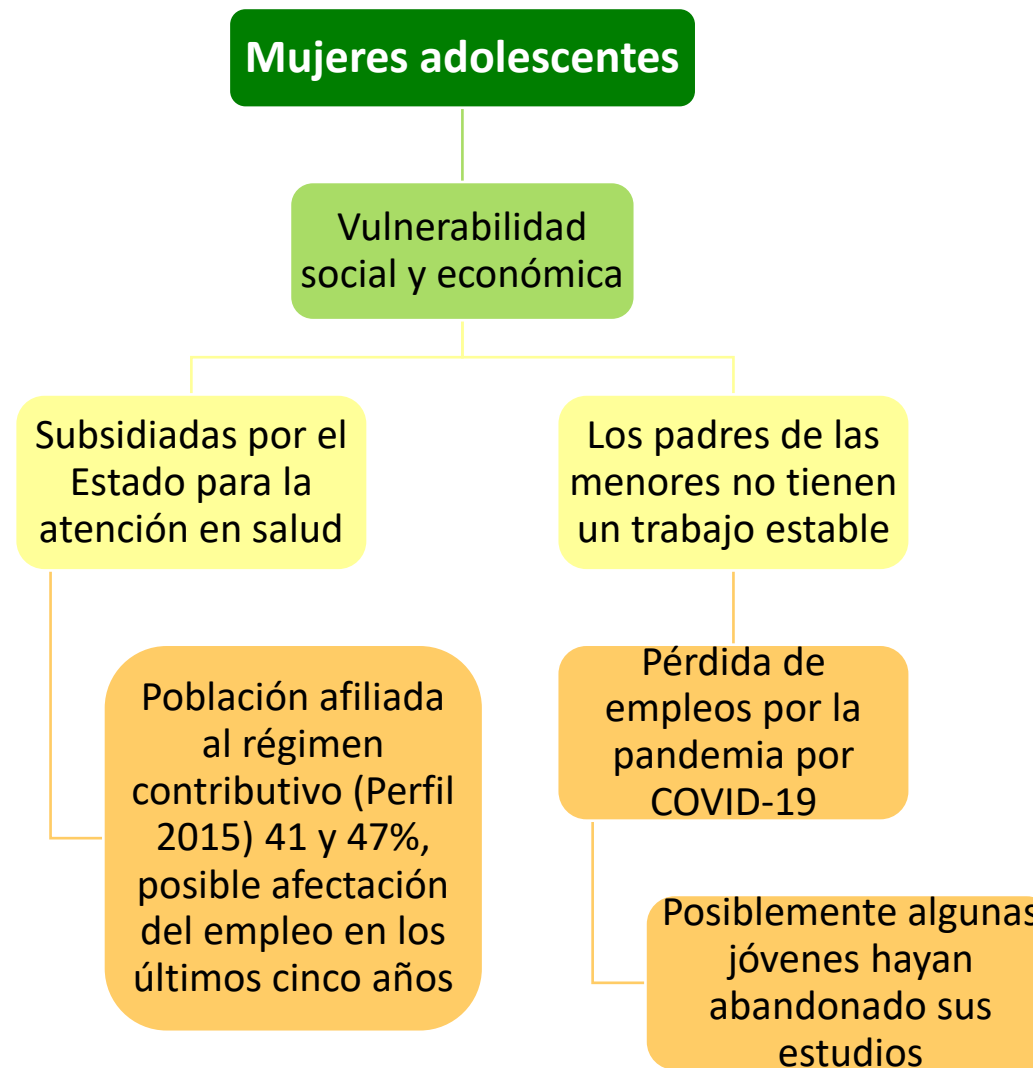 Mujeres adolescentes
Vulnerabilidad
social y económica
Subsidiadas por el
Estado para la
atención en salud
Los padres de las
menores no tienen
un trabajo estable
Población afiliada
al régimen
contributivo (Perfil
2015) 41 y 47%,
posible afectación
del empleo en los
últimos cinco años
Pérdida de
empleos por la
pandemia por
COVID-19
Posiblemente algunas
jóvenes hayan
abandonado sus
estudios